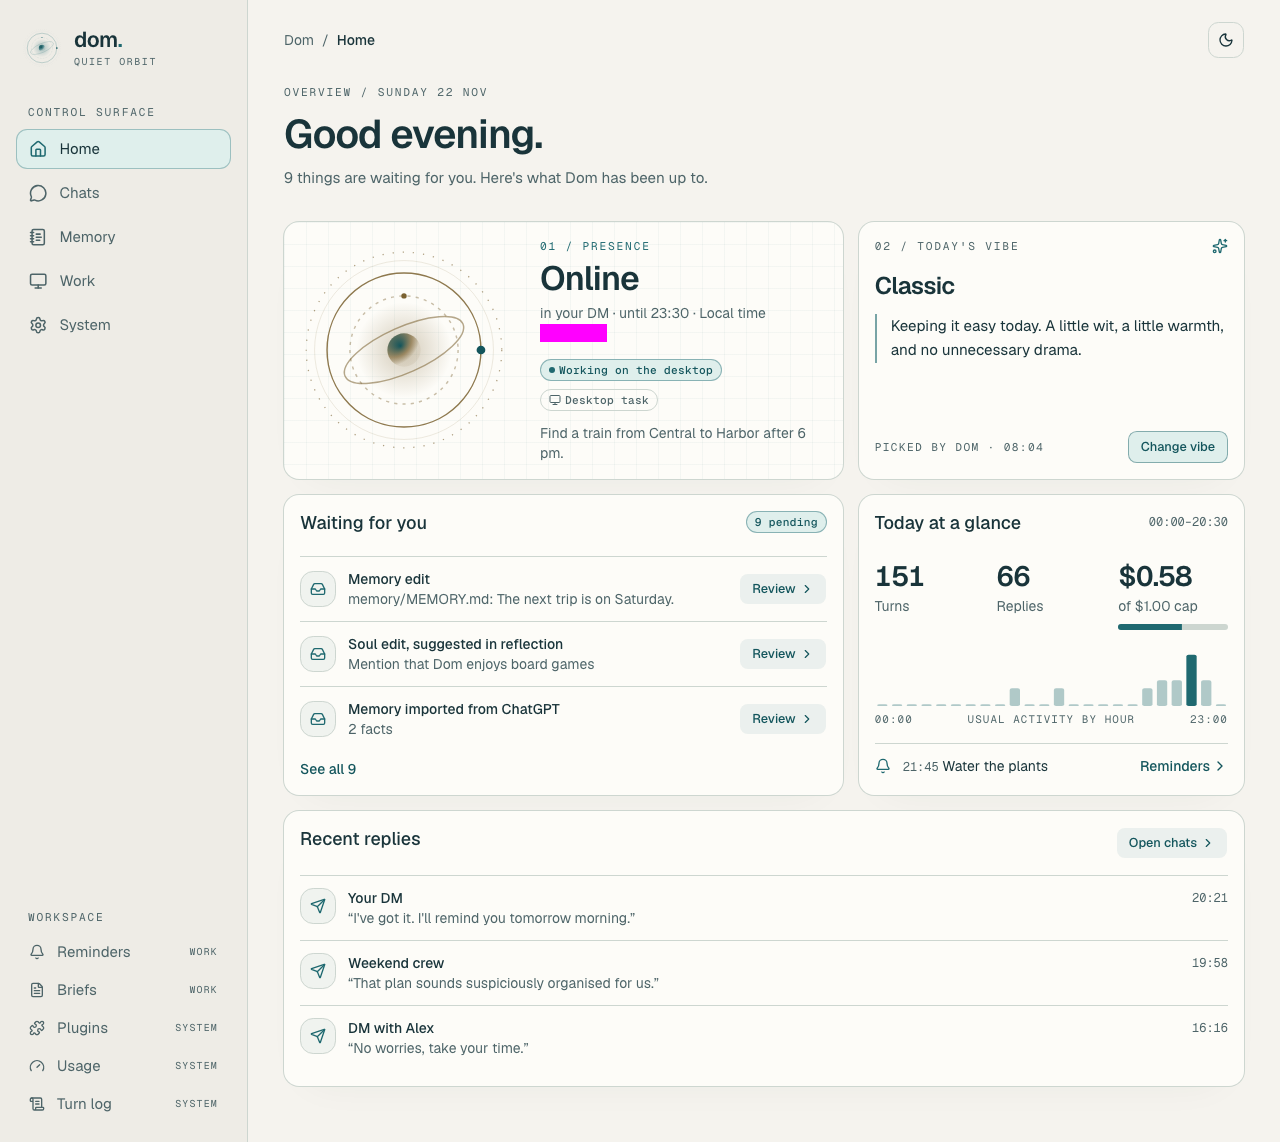 dom.
QUIET ORBIT
CONTROL SURFACE
Home
Chats
Memory
Work
System
WORKSPACE
Reminders WORK
Briefs WORK
Plugins SYSTEM
Usage SYSTEM
Turn log SYSTEM
Dom / Home
OVERVIEW / SUNDAY 22 NOV
Good evening.
9 things are waiting for you. Here's what Dom has been up to.
01 / PRESENCE
Online
in your DM · until 23:30 · Local time
Working on the desktop
Desktop task
Find a train from Central to Harbor after 6
pm.
02 / TODAY'S VIBE
Classic
Keeping it easy today. A little wit, a little warmth,
and no unnecessary drama.
PICKED BY DOM · 08:04
Change vibe
Waiting for you
9 pending
Memory edit
memory/MEMORY.md: The next trip is on Saturday.
Review
Soul edit, suggested in reflection
Mention that Dom enjoys board games
Review
Memory imported from ChatGPT
2 facts
Review
See all 9
Today at a glance
00:00–20:30
151 66 $0.58
Turns Replies of $1.00 cap
00:00 USUAL ACTIVITY BY HOUR 23:00
21:45 Water the plants
Reminders
Recent replies
Open chats
Your DM 20:21
“I've got it. I'll remind you tomorrow morning.”
Weekend crew 19:58
“That plan sounds suspiciously organised for us.”
DM with Alex 16:16
“No worries, take your time.”